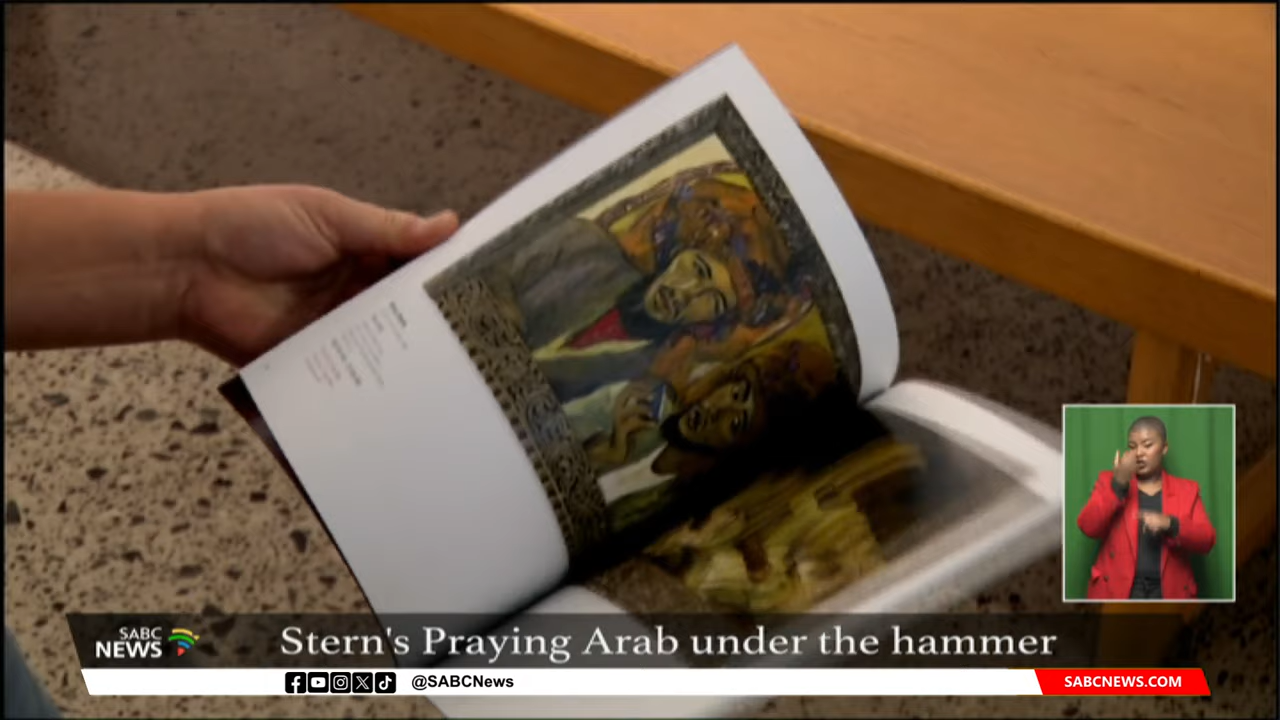 SABC
NEWS
Stern's Praying Arab under the hammer
@SABCNews
SABCNEWS.COM